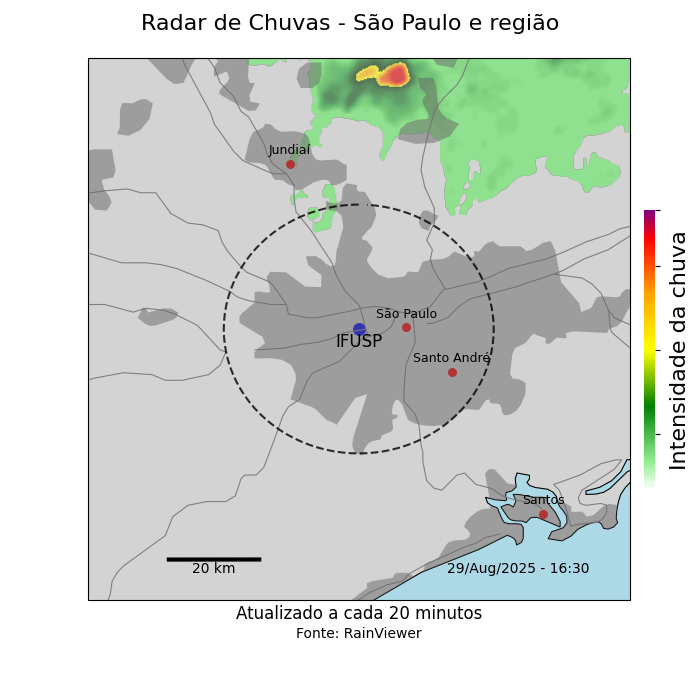 Radar de Chuvas - São Paulo e região
Jundiaí
São Paulo
IFUSP
Santo André
Santos
20 km
29/Aug/2025 - 16:30
Intensidade da chuva
Atualizado a cada 20 minutos
Fonte: RainViewer